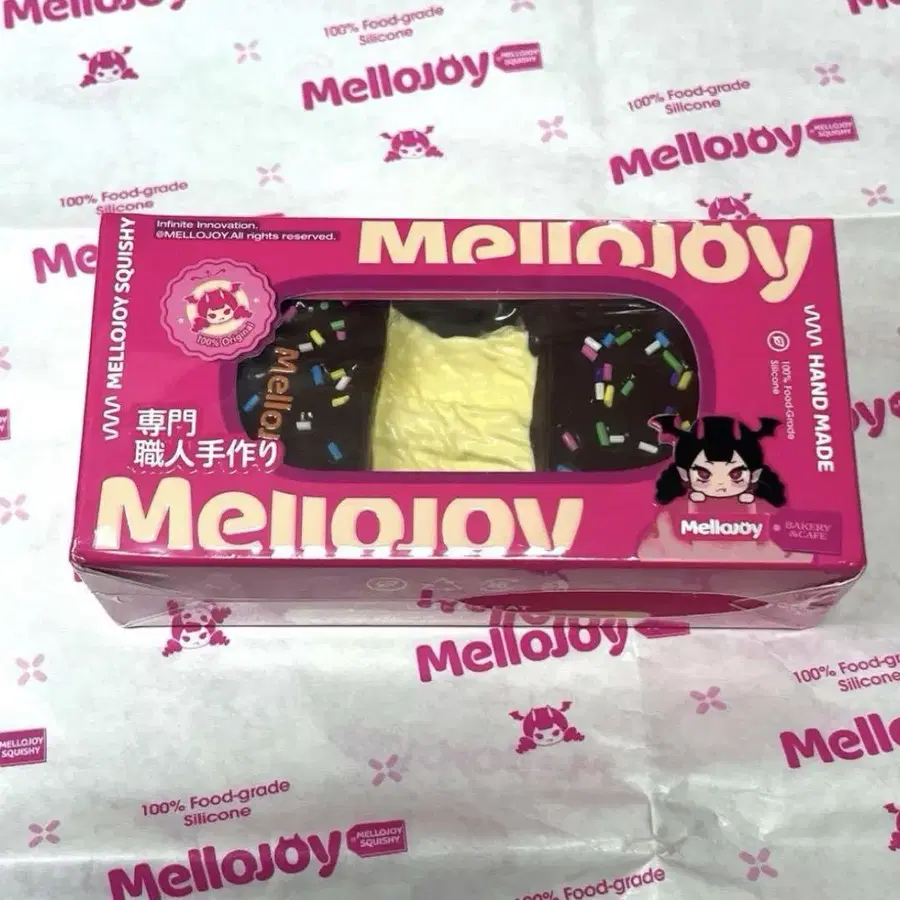 Mellojoy
100% Food-grade
Silicone
Mellojoy
MELLOJOY
SQUISHY
100% Food-grade
Silicone
Mellojoy
MELLOJOY
SQUISHY
100% Food-grade
Silicone
Infinite Innovation.
@MELLOJOY.All rights reserved.
Mellojoy
MELLOJOY SQUISHY
100% Original
Mellojoy
100% Food-Grade
Silicone
HAND MADE
専門
職人手作り
Mellojoy
Mellojoy
BAKERY
&CAFE
Mellojoy
100% Food-grade
Silicone
MELLOJOY
SQUISHY
100% Food-grade
Silicone
Mellojoy
MELLOJOY
SQUISHY
100% Food-grade